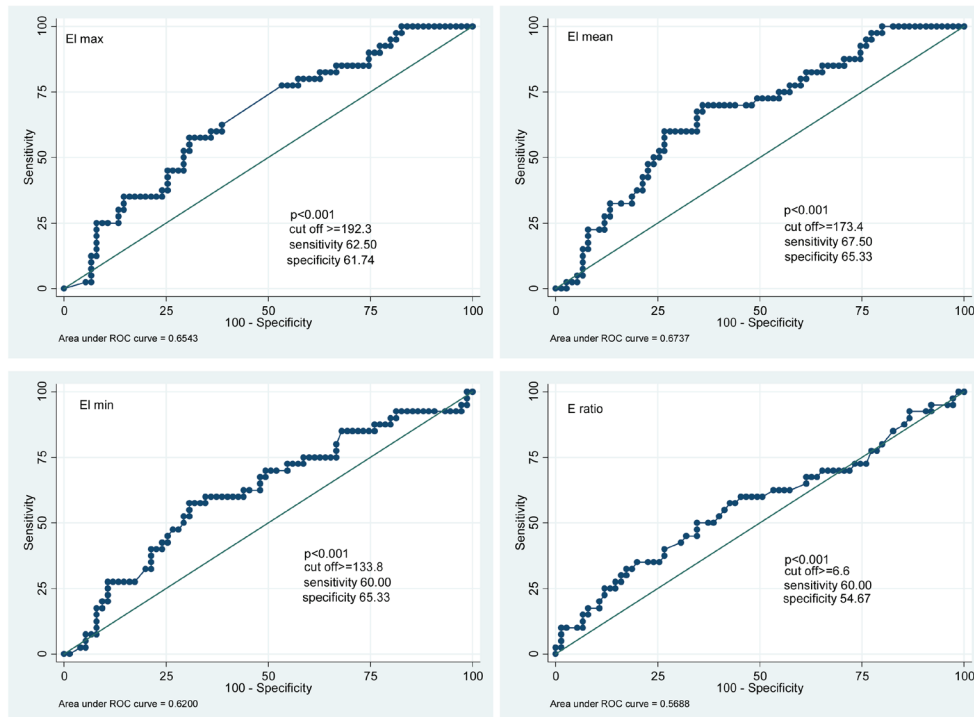 El max
100
75
50
25
0
Sensitivity
p<0.001
cut off >=192.3
sensitivity 62.50
specificity 61.74
0 25 50 75 100
100 - Specificity
Area under ROC curve = 0.6543
El mean
100
75
50
25
0
Sensitivity
p<0.001
cut off>=173.4
sensitivity 67.50
specificity 65.33
0 25 50 75 100
100 - Specificity
Area under ROC curve = 0.6737
El min
100
75
50
25
0
Sensitivity
p<0.001
cut off>=133.8
sensitivity 60.00
specificity 65.33
0 25 50 75 100
100 - Specificity
Area under ROC curve = 0.6200
E ratio
100
75
50
25
0
Sensitivity
p<0.001
cut off>=6.6
sensitivity 60.00
specificity 54.67
0 25 50 75 100
100 - Specificity
Area under ROC curve = 0.5688